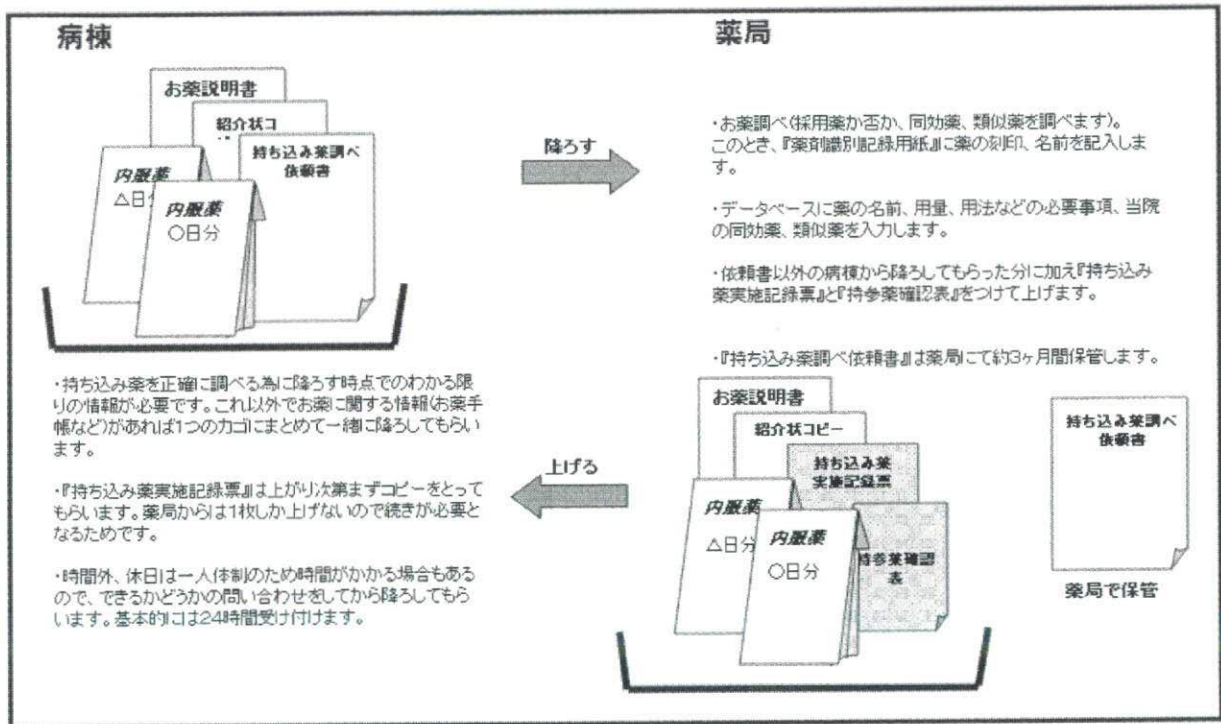 病棟
お薬説明書
紹介状コ
持ち込み薬調べ
依頼書
内服薬
△日分
内服薬
〇日分
・持ち込み薬を正確に調べる為に降ろす時点でのわかる限
りの情報が必要です。これ以外でお薬に関する情報(お薬手
帳など)があれば1つのカゴにまとめて一緒に降ろしてもらい
ます。
・『持ち込み薬実施記録票』は上がり次第まずコピーをとって
もらいます。薬局からは1枚しか上げないので続きが必要と
なるためです。
・時間外、休日は一人体制のため時間がかかる場合もある
ので、できるかどうかの問い合わせをしてから降ろしてもら
います。基本的には24時間受け付けます。
降ろす
上げる
薬局
・お薬調べ(採用薬か否か、同効薬、類似薬を調べます)。
このとき、『薬剤識別記録用紙』に薬の刻印、名前を記入しま
す。
・データベースに薬の名前、用量、用法などの必要事項、当院
の同効薬、類似薬を入力します。
・依頼書以外の病棟から降ろしてもらった分に加え『持ち込み
薬実施記録票』と『持参薬確認表』をつけて上げます。
・『持ち込み薬調べ依頼書』は薬局にて約3ヶ月間保管します。
お薬説明書
紹介状コピー
持ち込み薬
実施記録票
内服薬
△日分
内服薬
〇日分
持参薬確認
表
持ち込み薬調べ
依頼書
薬局で保管